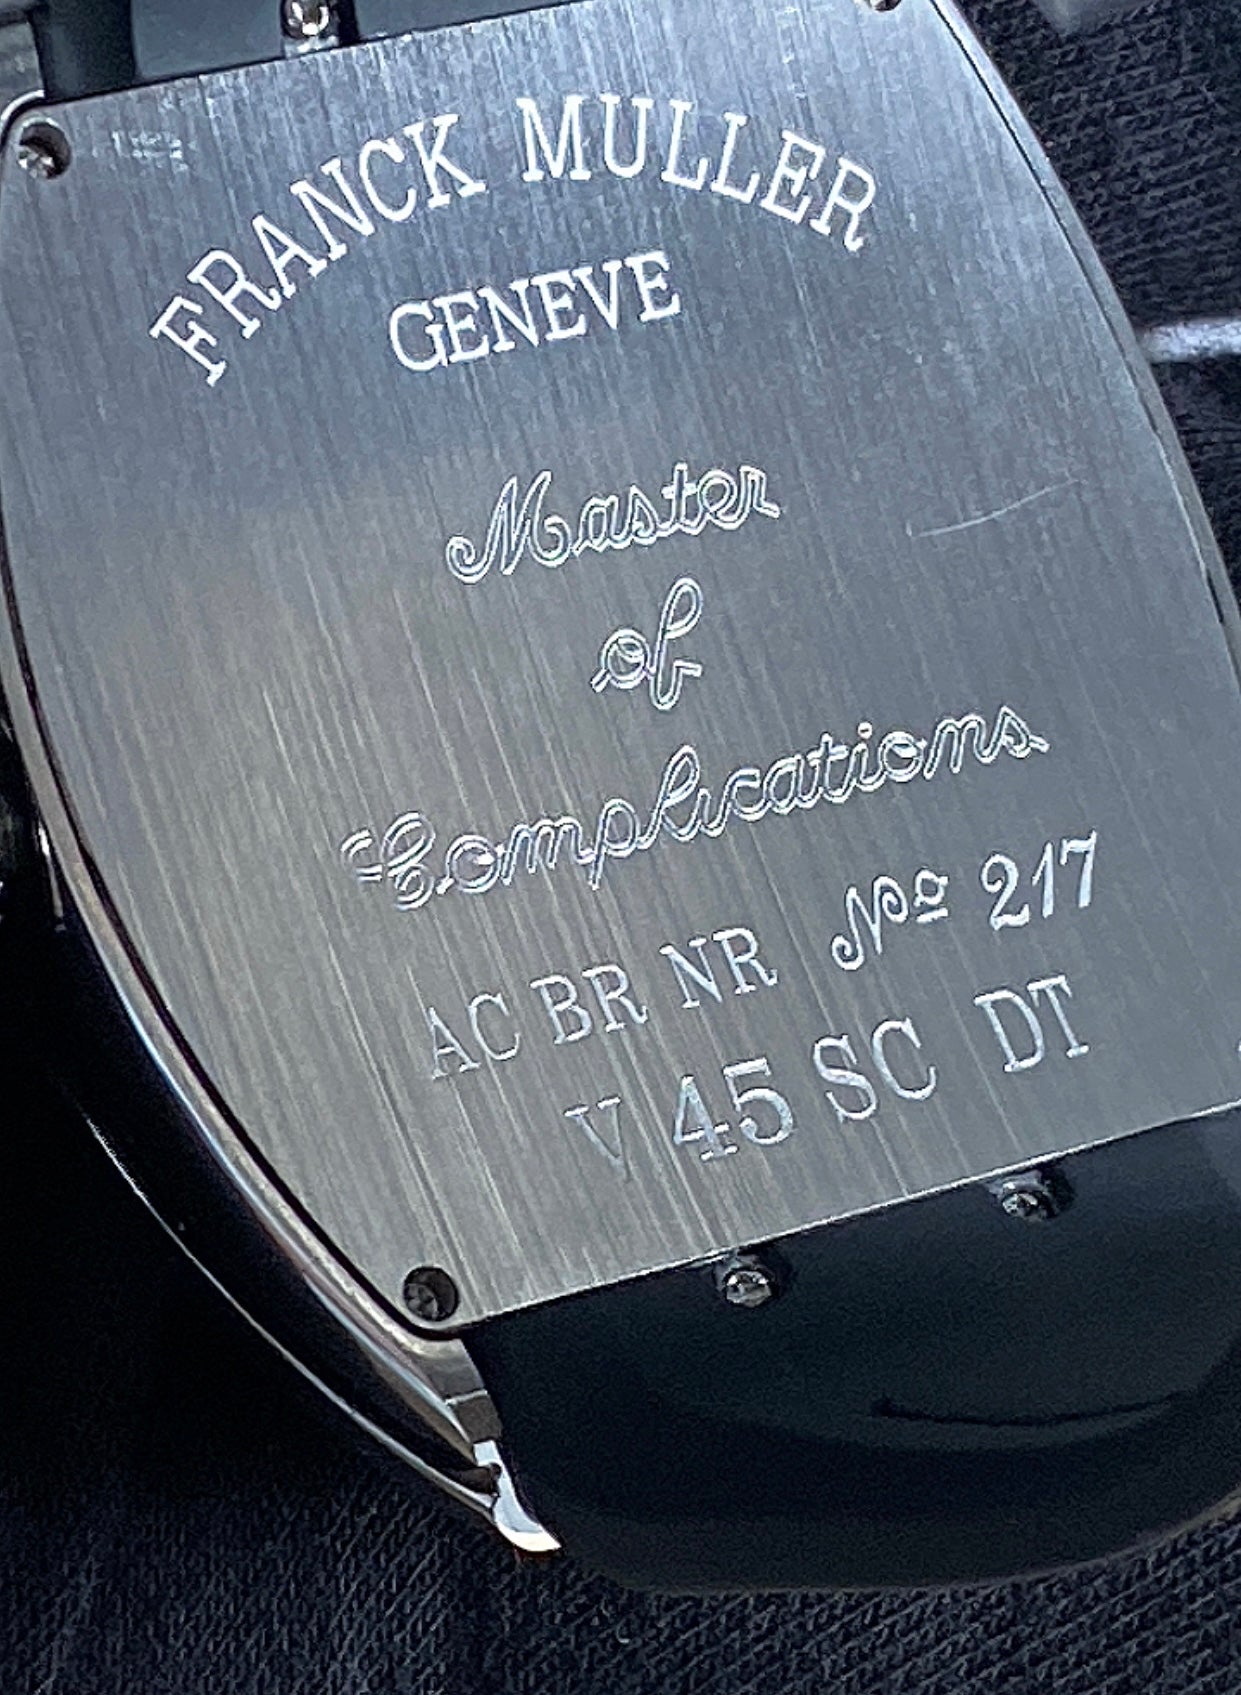 FRANCK MULLER
GENEVE
Master
of
Complications
AC BR NR Nº 217
V 45 SC DT